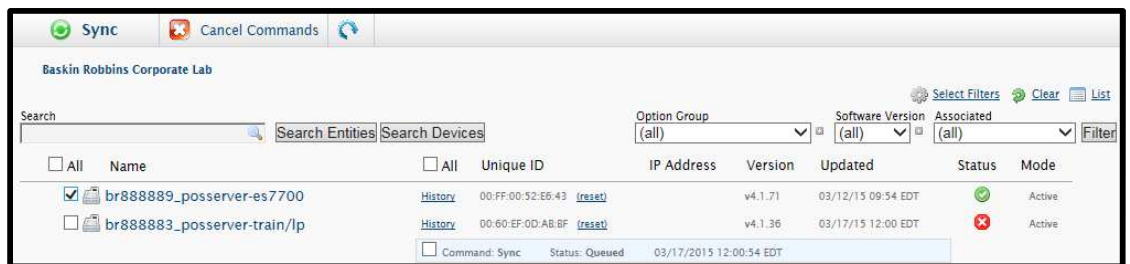 Sync Cancel Commands
Baskin Robbins Corporate Lab
Select Filters Clear List
Search Option Group Software Version Associated
Search Entities Search Devices (all) (all) (all) Filter
All Name All Unique ID IP Address Version Updated Status Mode
br888889_posserver-es7700 History 00:FF:00:52:E6:43 (reset) v4.1.71 03/12/15 09:54 EDT Active
br888883_posserver-train/lp History 00:60:EF:0D:AB:BF (reset) v4.1.36 03/17/15 12:00 EDT Active
Command: Sync Status: Queued 03/17/2015 12:00:54 EDT